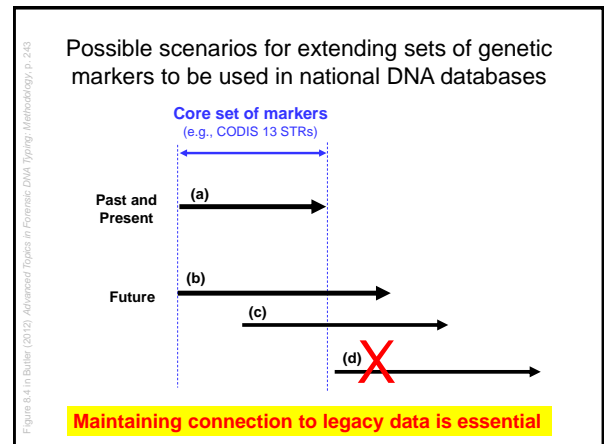 Possible scenarios for extending sets of genetic
markers to be used in national DNA databases
Core set of markers
(e.g., CODIS 13 STRs)
Past and
Present
(a)
Future
(b)
(c)
(d)
X
Maintaining connection to legacy data is essential
Figure 8.4 in Butler (2012) Advanced Topics in Forensic DNA Typing: Methodology, p. 243